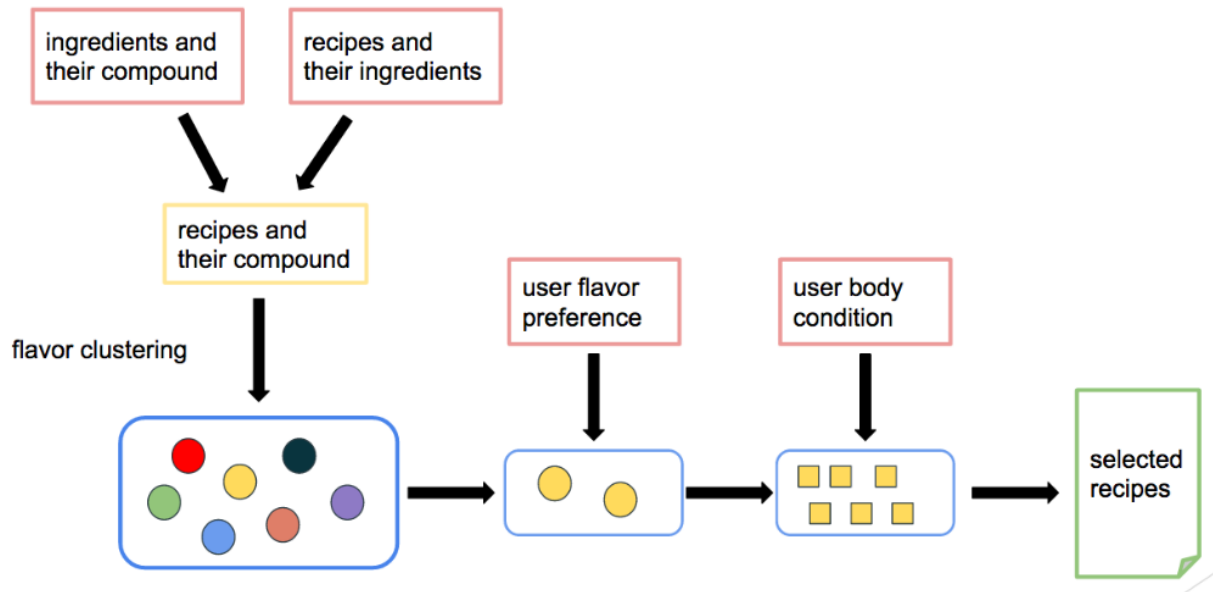 ingredients and
their compound
recipes and
their ingredients
recipes and
their compound
flavor clustering
user flavor
preference
user body
condition
selected
recipes